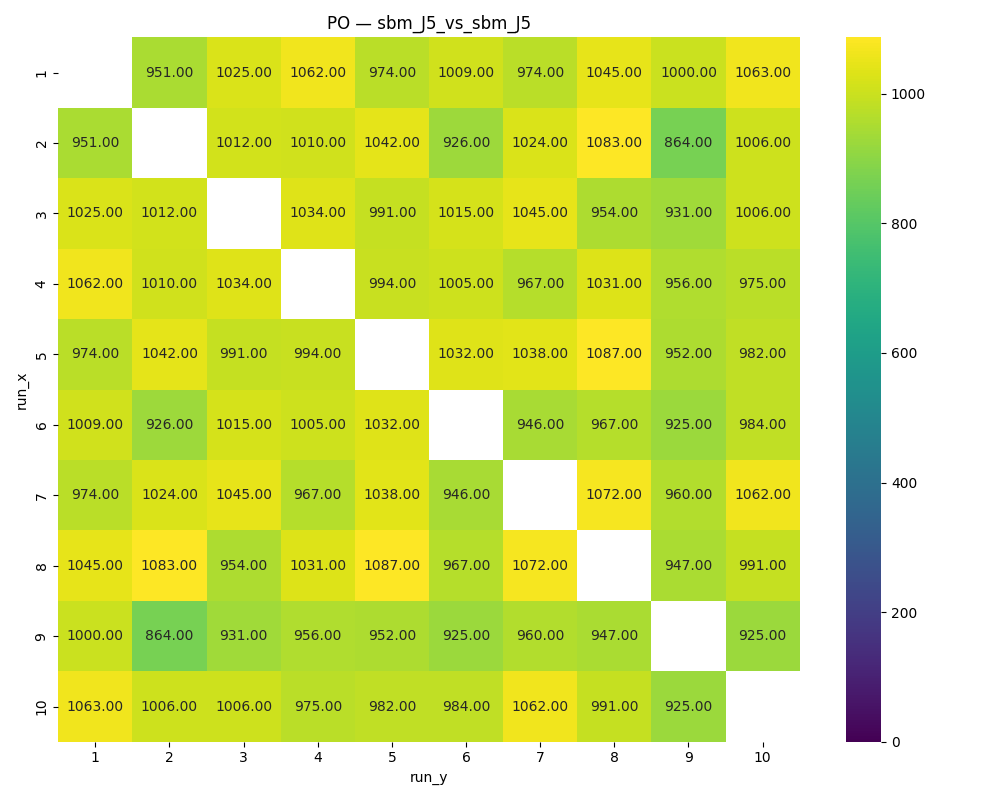 PO — sbm_J5_vs_sbm_J5
1 951.00 1025.00 1062.00 974.00 1009.00 974.00 1045.00 1000.00 1063.00
2 951.00 1012.00 1010.00 1042.00 926.00 1024.00 1083.00 864.00 1006.00
3 1025.00 1012.00 1034.00 991.00 1015.00 1045.00 954.00 931.00 1006.00
4 1062.00 1010.00 1034.00 994.00 1005.00 967.00 1031.00 956.00 975.00
5 974.00 1042.00 991.00 994.00 1032.00 1038.00 1087.00 952.00 982.00
6 1009.00 926.00 1015.00 1005.00 1032.00 946.00 967.00 925.00 984.00
7 974.00 1024.00 1045.00 967.00 1038.00 946.00 1072.00 960.00 1062.00
8 1045.00 1083.00 954.00 1031.00 1087.00 967.00 1072.00 947.00 991.00
9 1000.00 864.00 931.00 956.00 952.00 925.00 960.00 947.00 925.00
10 1063.00 1006.00 1006.00 975.00 982.00 984.00 1062.00 991.00 925.00
1 2 3 4 5 6 7 8 9 10
run_y
run_x
1000
800
600
400
200
0